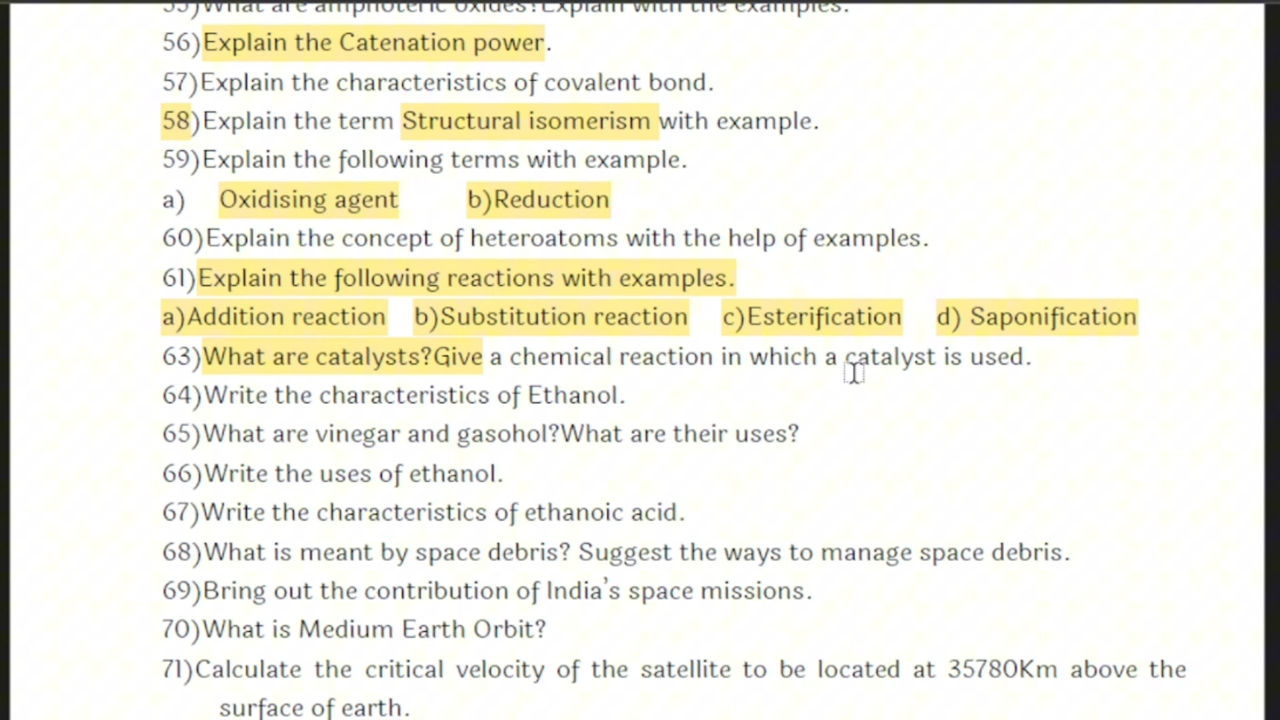 55)What are amphoteric oxides?Explain with the examples.
56)Explain the Catenation power.
57)Explain the characteristics of covalent bond.
58)Explain the term Structural isomerism with example.
59)Explain the following terms with example.
a) Oxidising agent b)Reduction
60)Explain the concept of heteroatoms with the help of examples.
61)Explain the following reactions with examples.
a)Addition reaction b)Substitution reaction c)Esterification d) Saponification
63)What are catalysts?Give a chemical reaction in which a catalyst is used.
64)Write the characteristics of Ethanol.
65)What are vinegar and gasohol?What are their uses?
66)Write the uses of ethanol.
67)Write the characteristics of ethanoic acid.
68)What is meant by space debris? Suggest the ways to manage space debris.
69)Bring out the contribution of India's space missions.
70)What is Medium Earth Orbit?
71)Calculate the critical velocity of the satellite to be located at 35780Km above the
surface of earth.